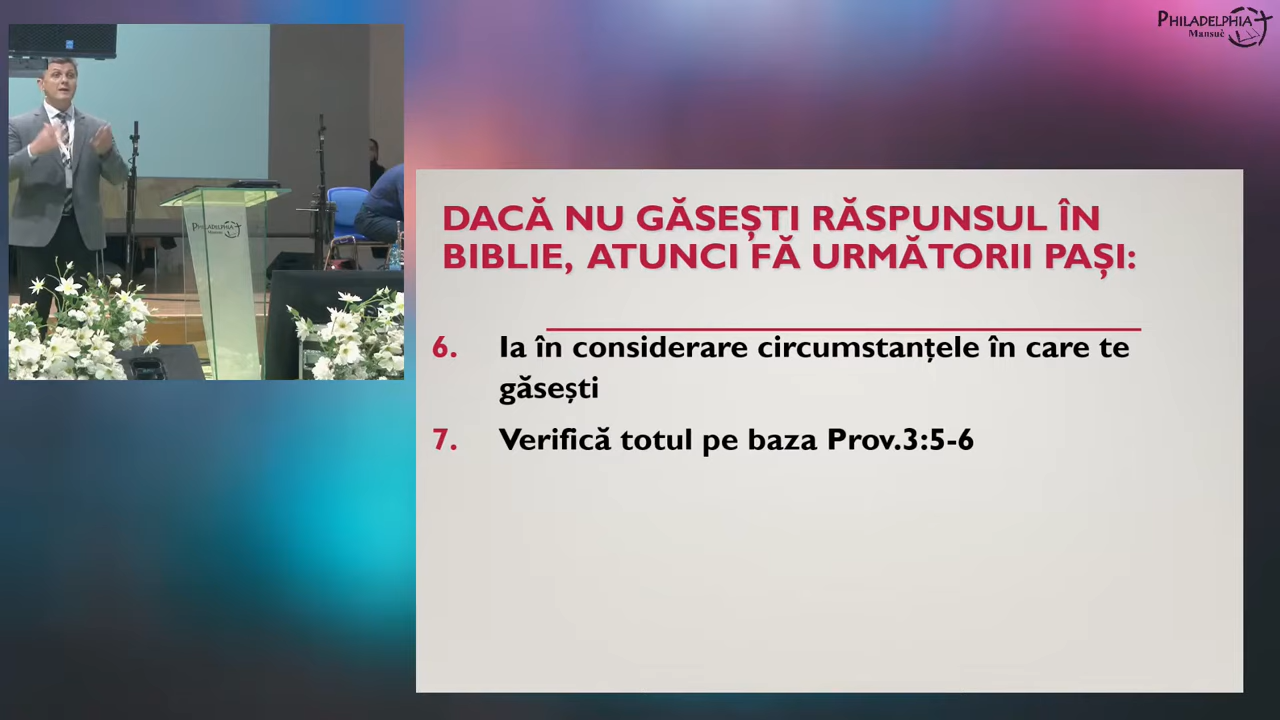 PHILADELPHIA
Mansuè
PHILADELPHIA
DACĂ NU GĂSEȘTI RĂSPUNSUL ÎN
BIBLIE, ATUNCI FĂ URMĂTORII PAȘI:
6. Ia în considerare circumstanțele în care te
găsești
7. Verifică totul pe baza Prov.3:5-6